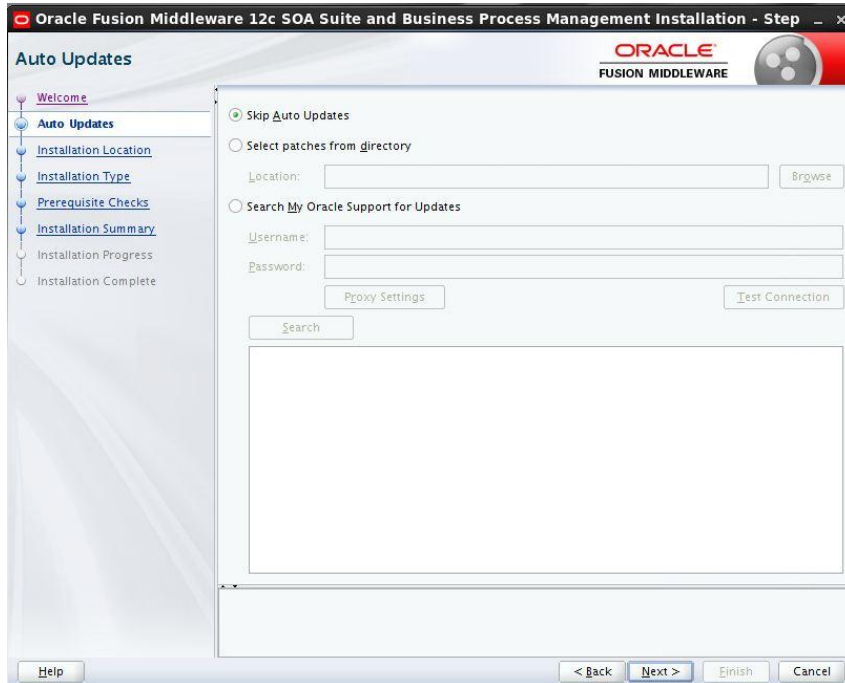 Oracle Fusion Middleware 12c SOA Suite and Business Process Management Installation - Step
Auto Updates
ORACLE
FUSION MIDDLEWARE
Welcome
Auto Updates
Installation Location
Installation Type
Prerequisite Checks
Installation Summary
Installation Progress
Installation Complete
Skip Auto Updates
Select patches from directory
Location:
Browse
Search My Oracle Support for Updates
Username:
Password:
Proxy Settings
Test Connection
Search
Help
< Back
Next >
Finish
Cancel